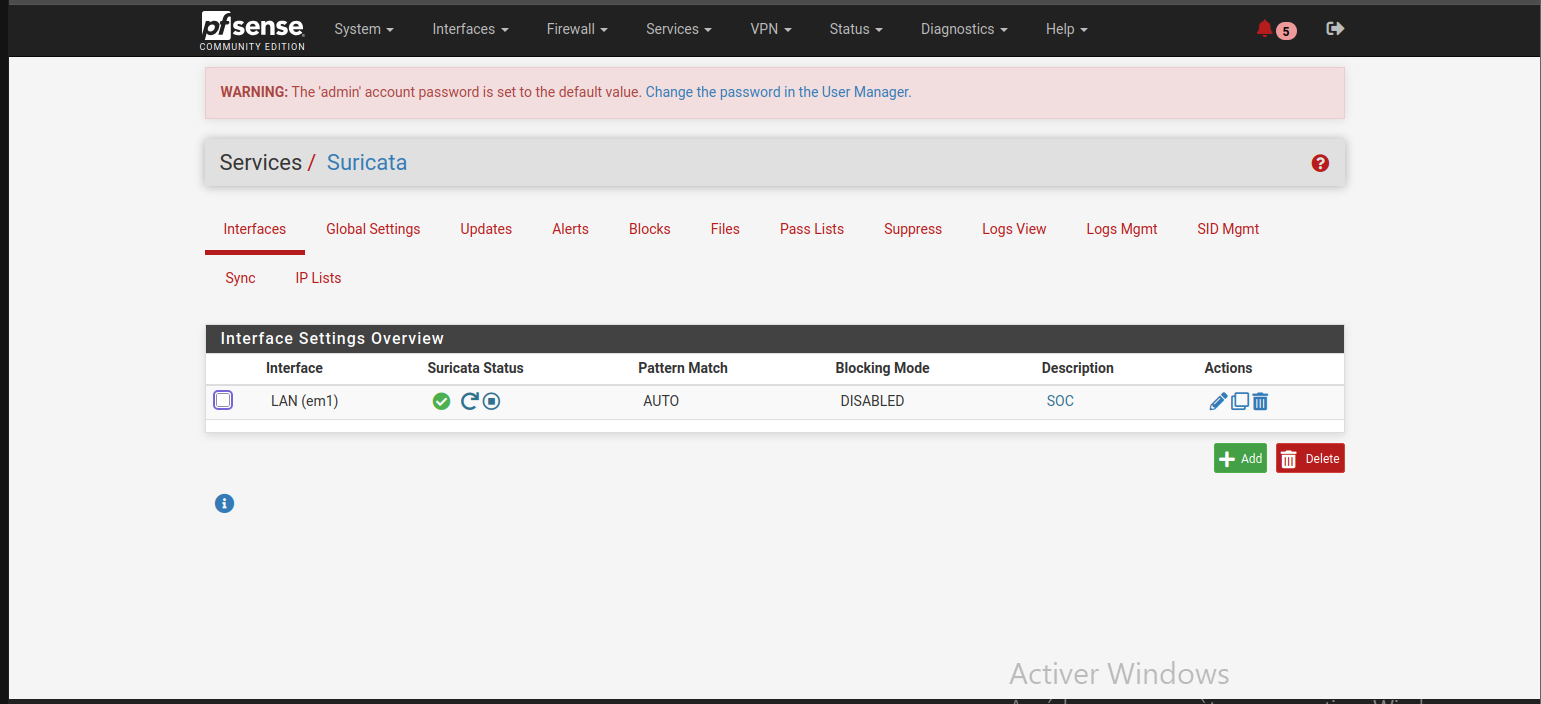 pfsense System Interfaces Firewall Services VPN Status Diagnostics Help 5
COMMUNITY EDITION
WARNING: The 'admin' account password is set to the default value. Change the password in the User Manager.
Services / Suricata
Interfaces Global Settings Updates Alerts Blocks Files Pass Lists Suppress Logs View Logs Mgmt SID Mgmt
Sync IP Lists
Interface Settings Overview
Interface Suricata Status Pattern Match Blocking Mode Description Actions
LAN (em1) AUTO DISABLED SOC
Add Delete
Activer Windows